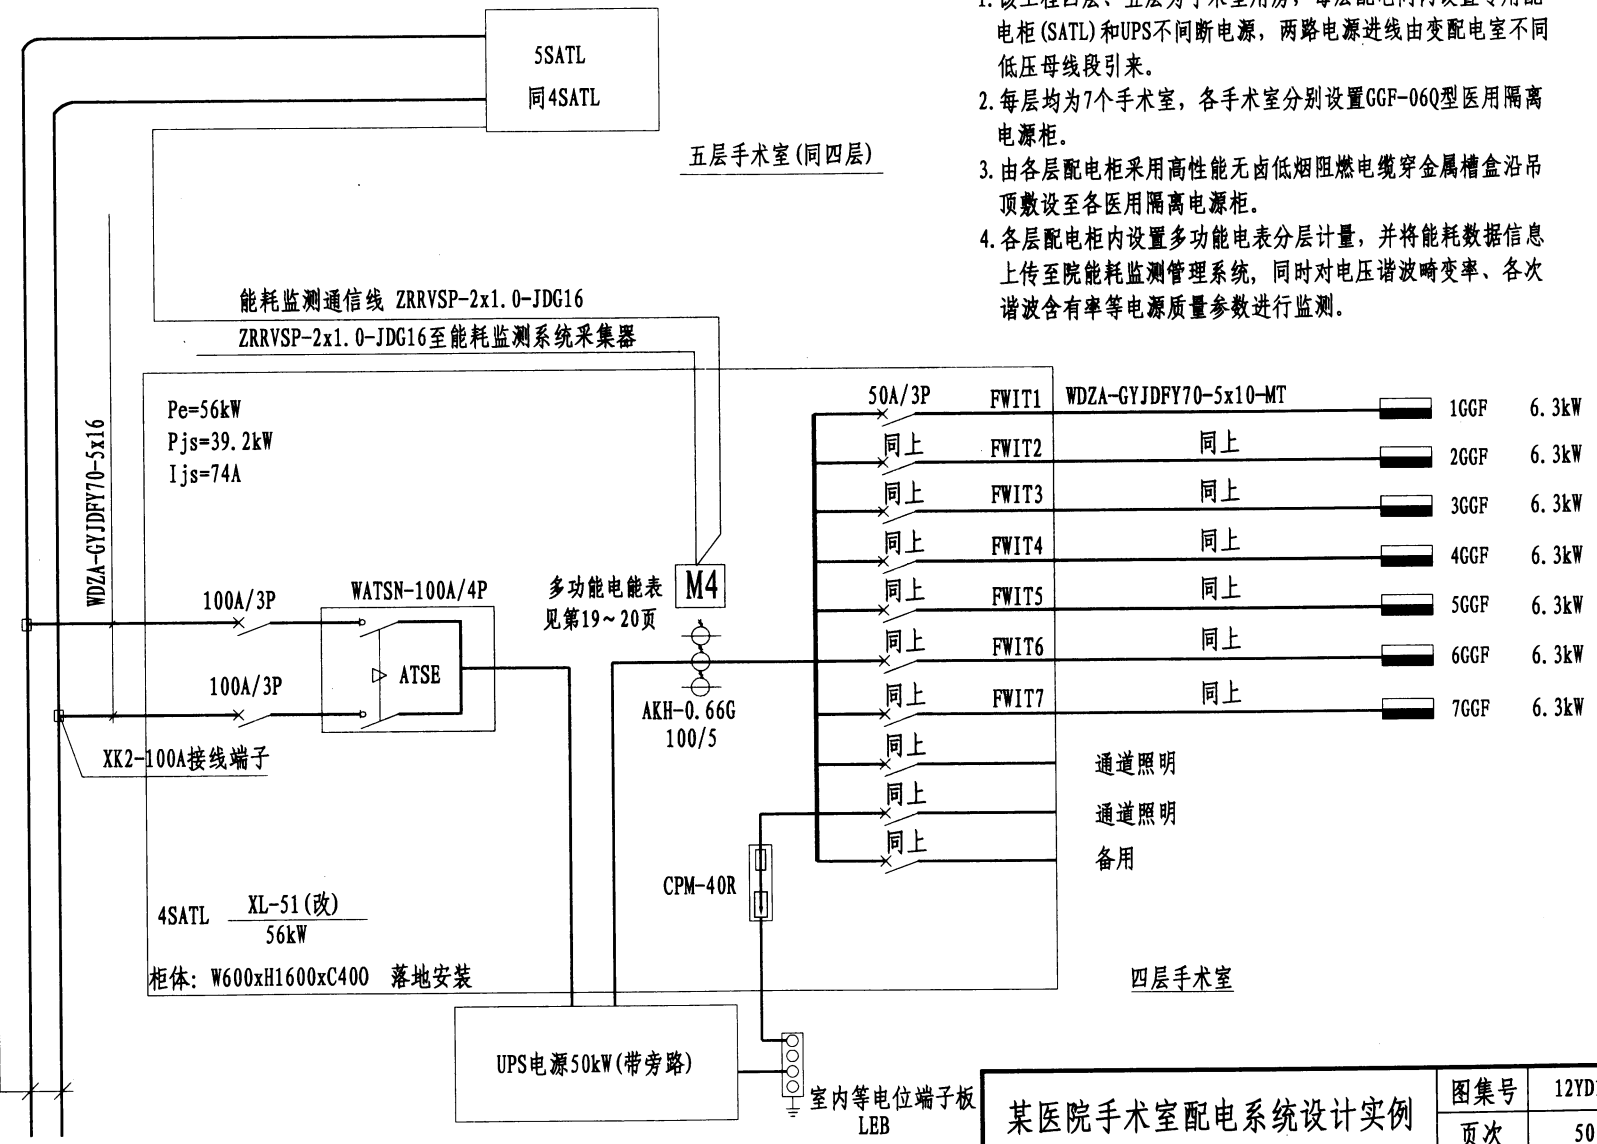 1.该工程四层、五层为手术室用房，每层配电间内设置专用配
电柜(SATL)和UPS不间断电源，两路电源进线由变配电室不同
低压母线段引来。
2.每层均为7个手术室，各手术室分别设置GGF-06Q型医用隔离
电源柜。
3.由各层配电柜采用高性能无卤低烟阻燃电缆穿金属槽盒沿吊
顶敷设至各医用隔离电源柜。
4.各层配电柜内设置多功能电表分层计量，并将能耗数据信息
上传至院能耗监测管理系统，同时对电压谐波畸变率、各次
谐波含有率等电源质量参数进行监测。
5SATL
同4SATL
五层手术室(同四层)
能耗监测通信线 ZRRVSP-2x1.0-JDG16
ZRRVSP-2x1.0-JDG16至能耗监测系统采集器
WDZA-GYJDFY70-5x16
Pe=56kW
Pjs=39.2kW
Ijs=74A
50A/3P FWIT1 WDZA-GYJDFY70-5x10-MT 1GGF 6.3kW
同上 FWIT2 同上 2GGF 6.3kW
同上 FWIT3 同上 3GGF 6.3kW
同上 FWIT4 同上 4GGF 6.3kW
同上 FWIT5 同上 5GGF 6.3kW
同上 FWIT6 同上 6GGF 6.3kW
同上 FWIT7 同上 7GGF 6.3kW
同上 通道照明
同上 通道照明
同上 备用
100A/3P
WATSN-100A/4P
多功能电能表
见第19~20页
M4
100A/3P
ATSE
AKH-0.66G
100/5
XK2-100A接线端子
CPM-40R
4SATL
XL-51(改)
56kW
柜体: W600xH1600xC400 落地安装
四层手术室
UPS电源50kW(带旁路)
室内等电位端子板
LEB
某医院手术室配电系统设计实例
图集号 12YD
页次 50